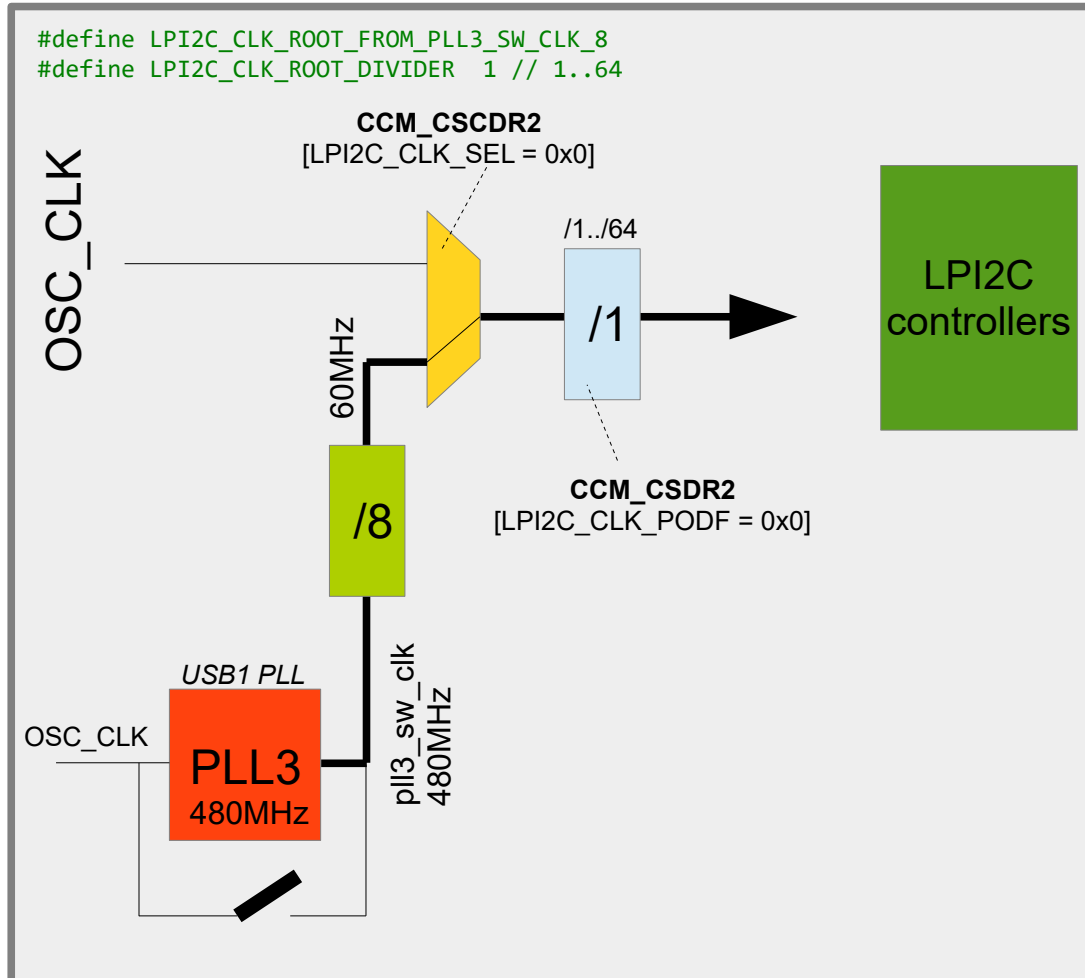 #define LPI2C_CLK_ROOT_FROM_PLL3_SW_CLK_8
#define LPI2C_CLK_ROOT_DIVIDER  1 // 1..64
CCM_CSCDR2
[LPI2C_CLK_SEL = 0x0]
OSC_CLK
/1../64
/1
LPI2C
controllers
60MHz
CCM_CSDR2
[LPI2C_CLK_PODF = 0x0]
/8
pll3_sw_clk
480MHz
USB1 PLL
OSC_CLK
PLL3
480MHz